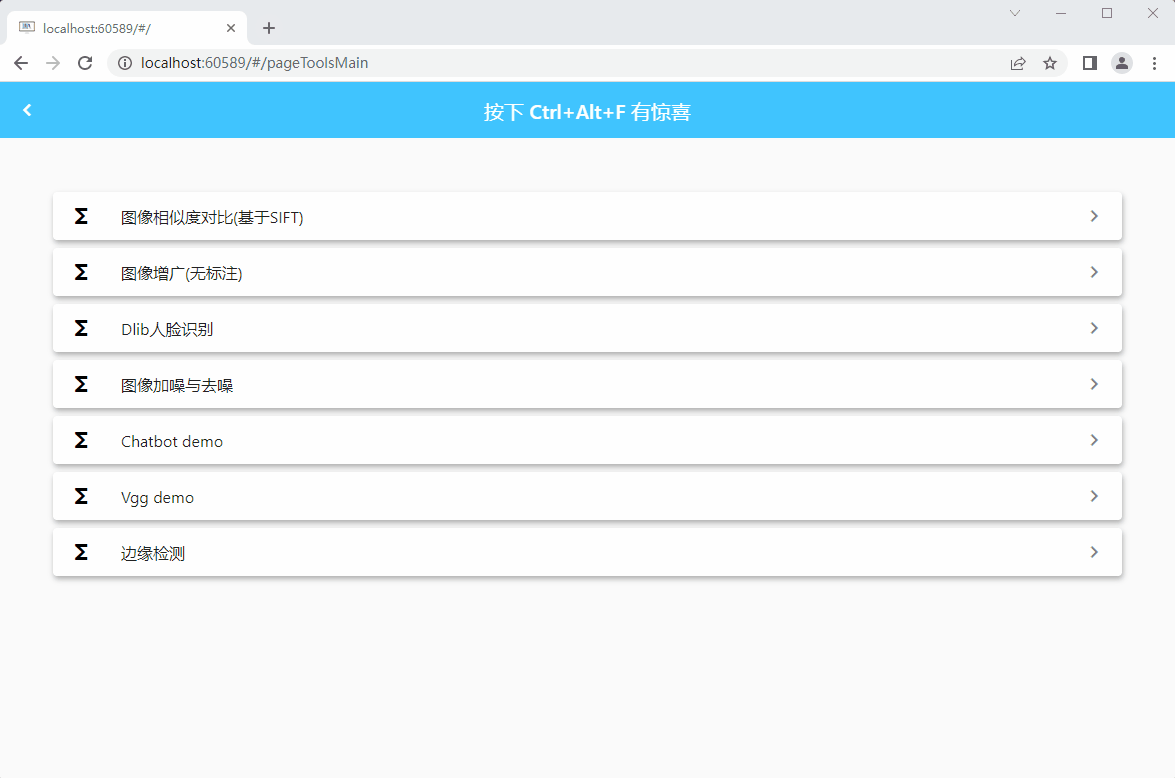 localhost:60589/#/
localhost:60589/#/pageToolsMain
按下 Ctrl+Alt+F 有惊喜
Σ 图像相似度对比(基于SIFT)
Σ 图像增广(无标注)
Σ Dlib人脸识别
Σ 图像加噪与去噪
Σ Chatbot demo
Σ Vgg demo
Σ 边缘检测